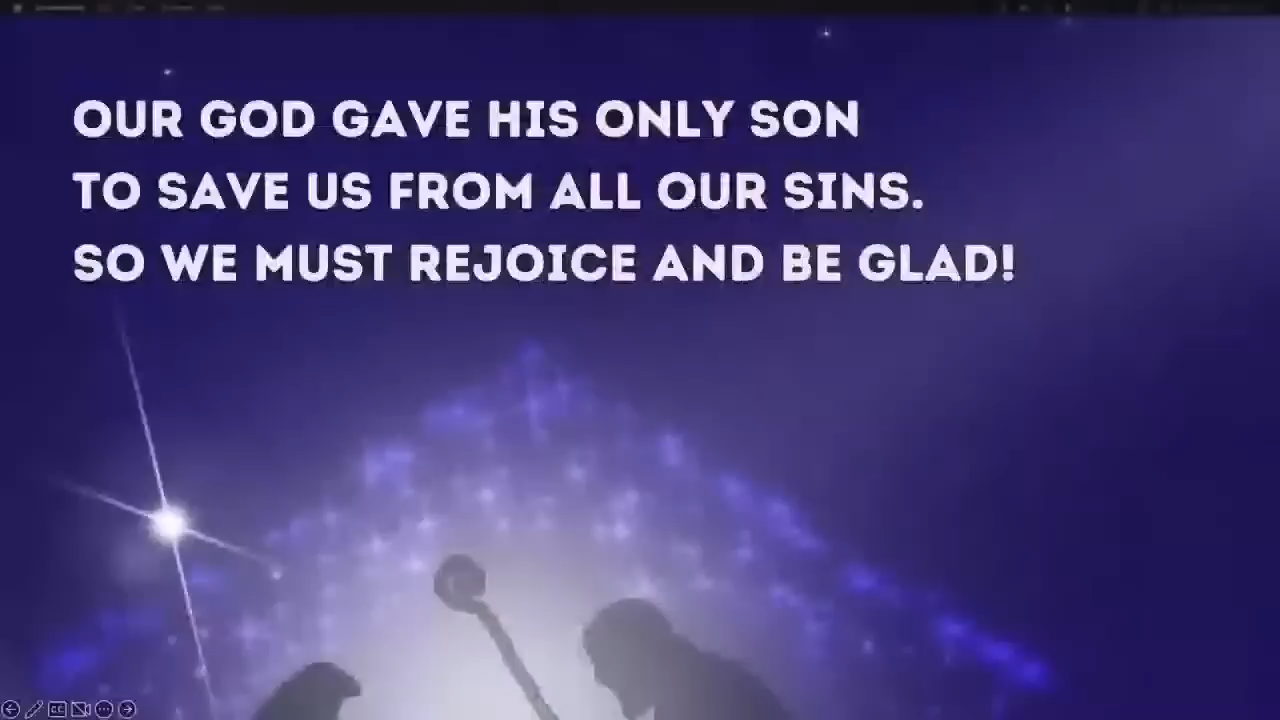 OUR GOD GAVE HIS ONLY SON
TO SAVE US FROM ALL OUR SINS.
SO WE MUST REJOICE AND BE GLAD!